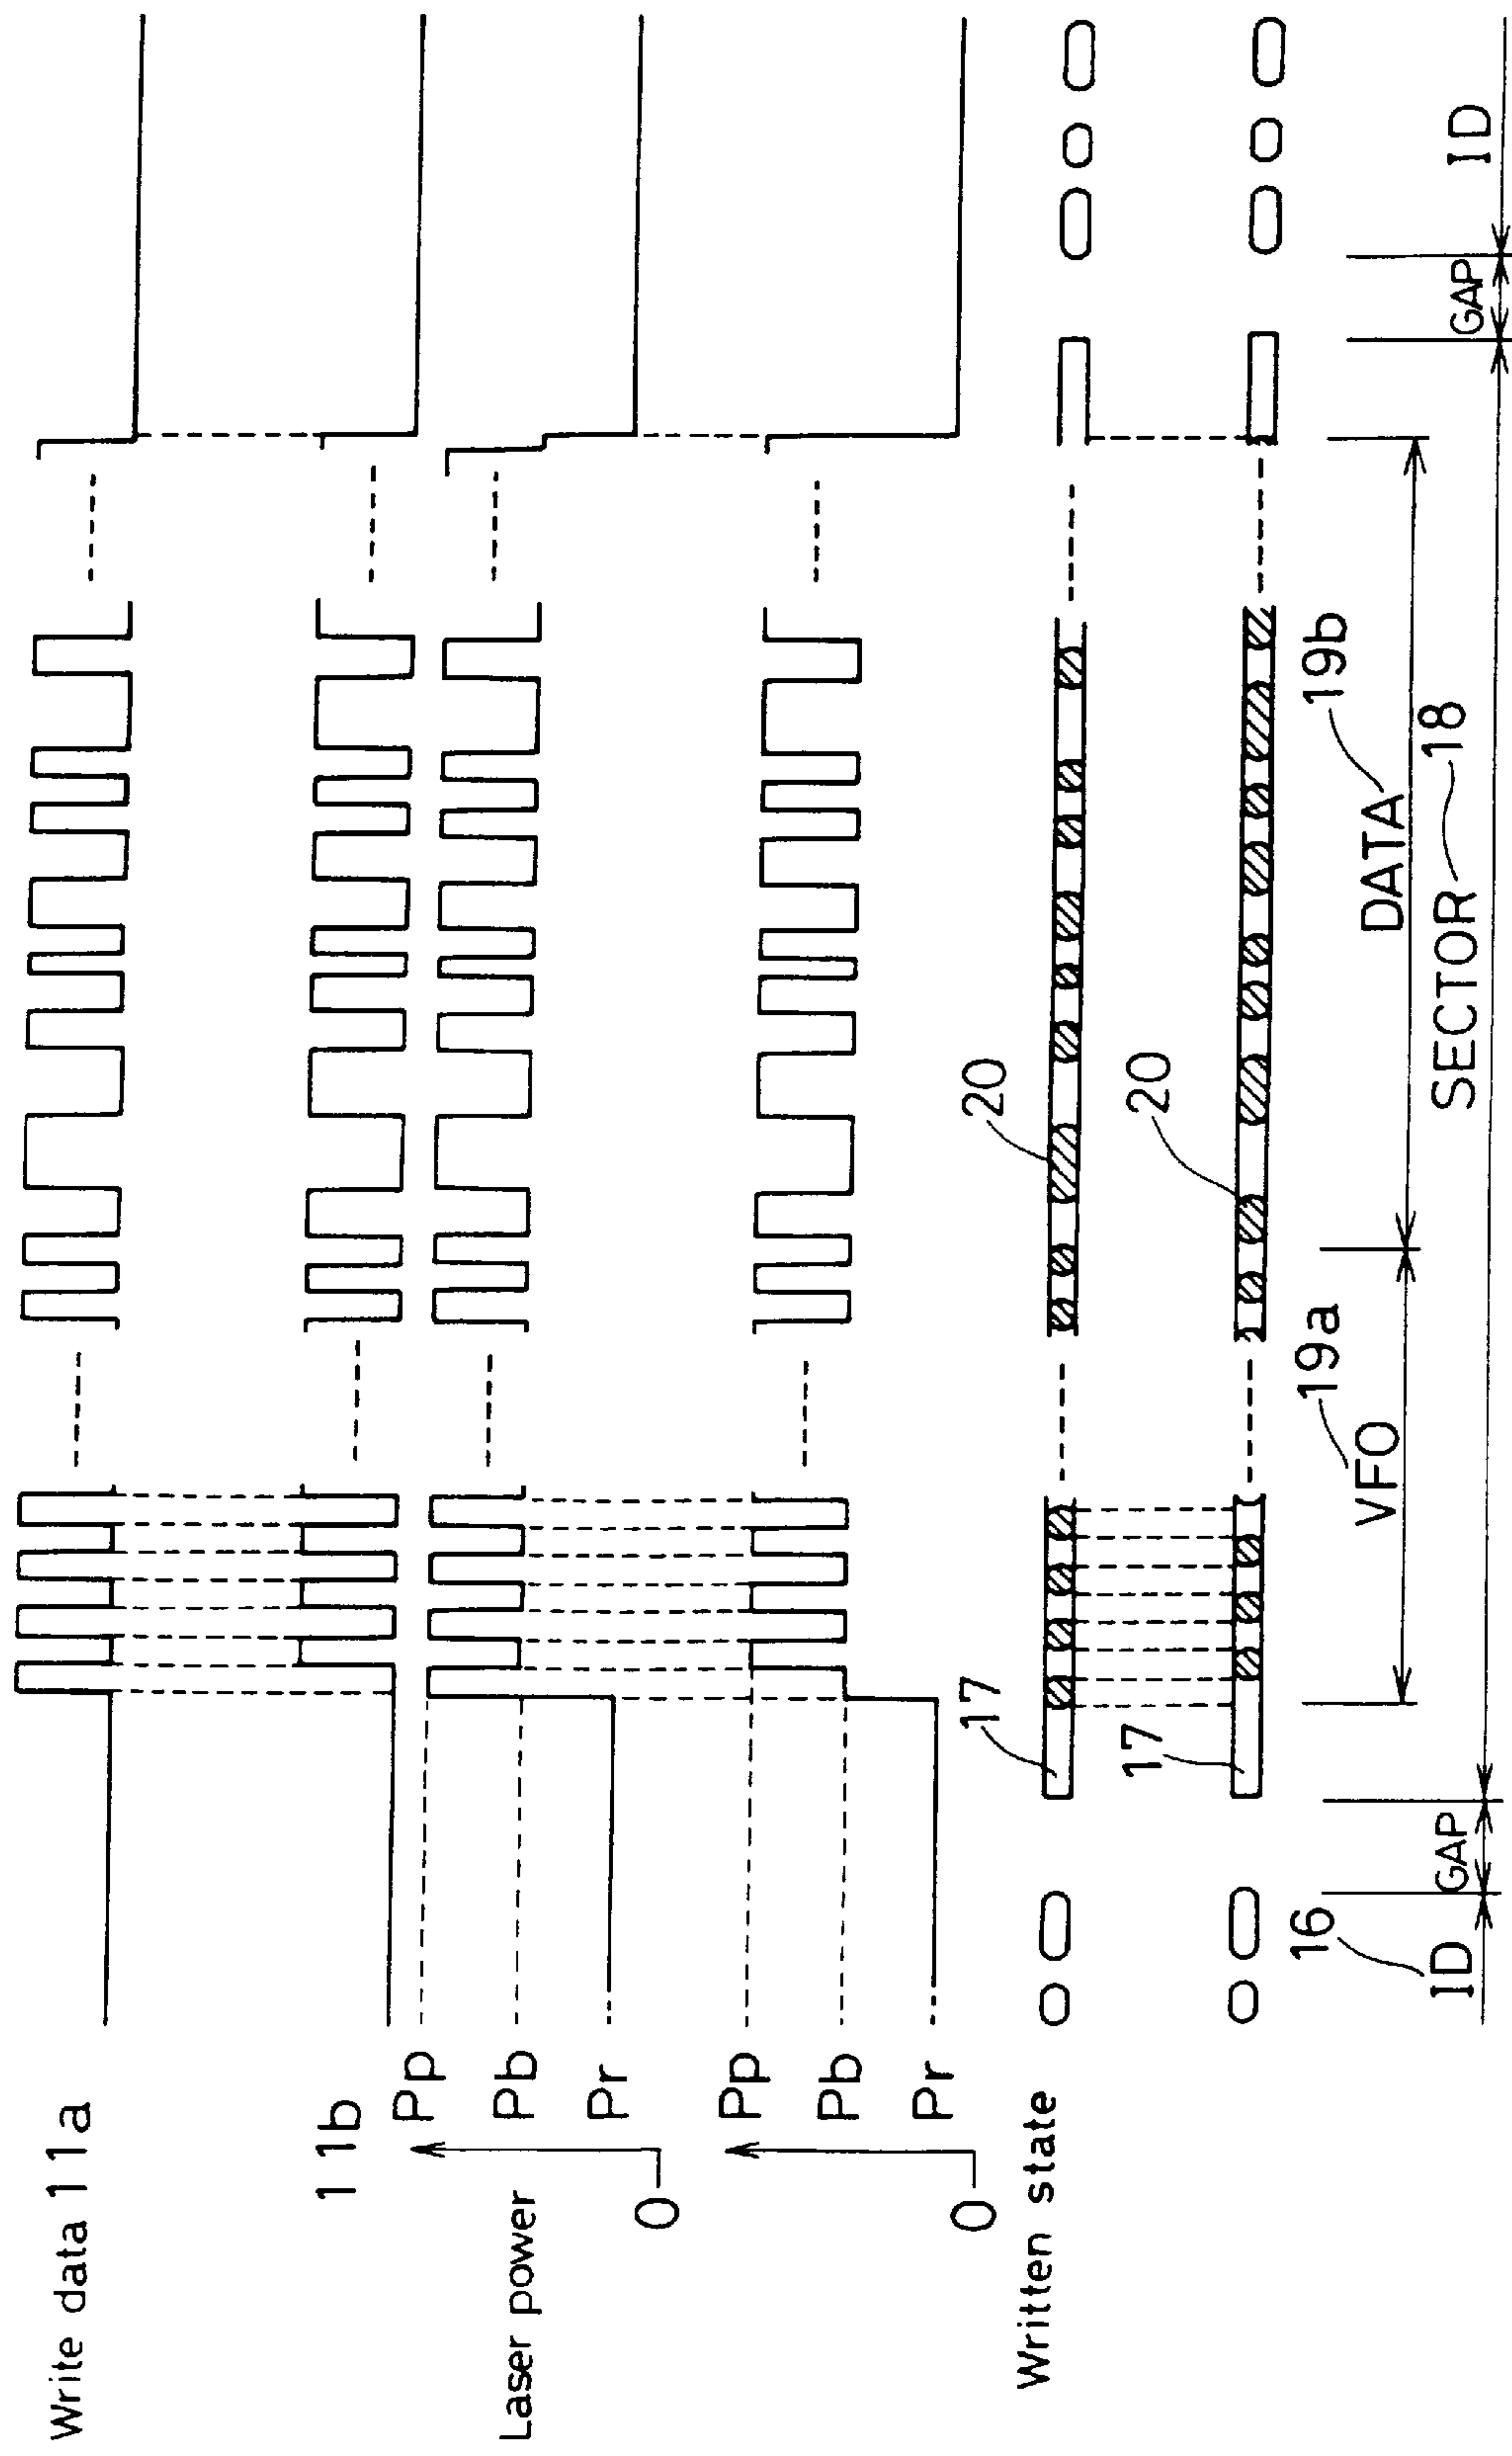 Write data 11a
11b
Laser power
Pp
Pb
Pr
0
Pp
Pb
Pr
0
Written state
17
20
17
20
16
ID
GAP
VFO
19a
DATA
19b
SECTOR
18
GAP
ID